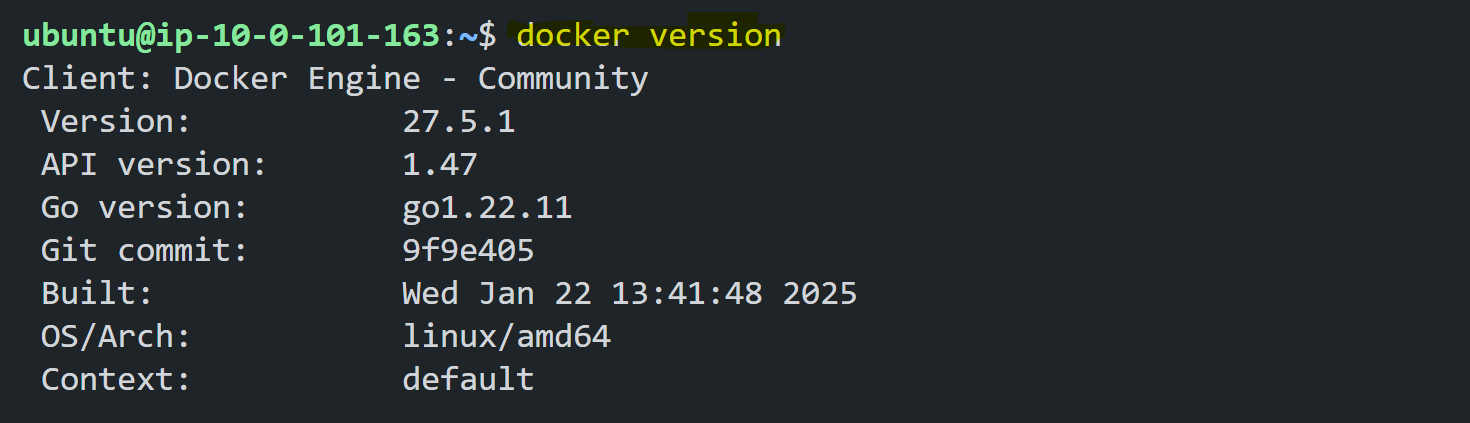 ubuntu@ip-10-0-101-163:~$ docker version
Client: Docker Engine - Community
Version: 27.5.1
API version: 1.47
Go version: go1.22.11
Git commit: 9f9e405
Built: Wed Jan 22 13:41:48 2025
OS/Arch: linux/amd64
Context: default